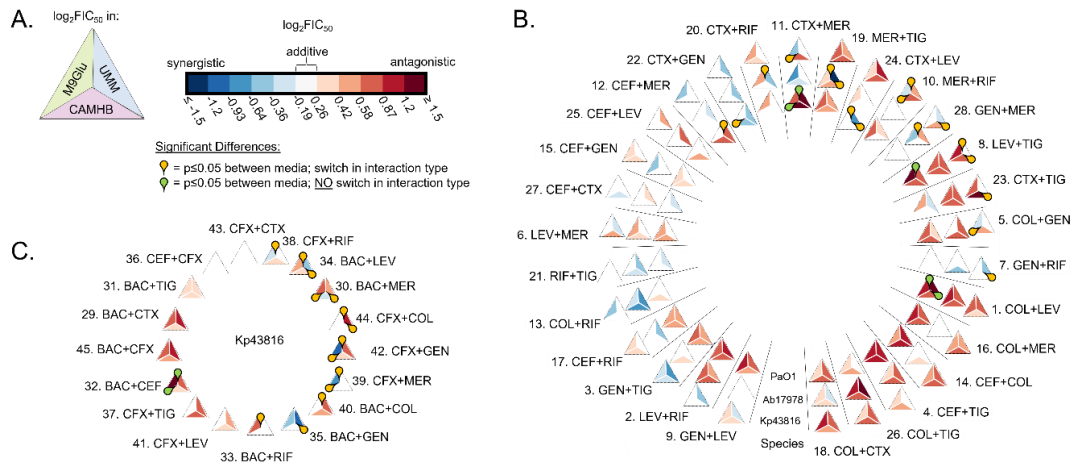 A.
log₂FIC₅₀ in:
M9Glu
UMM
CAMHB
log₂FIC₅₀
additive
synergistic
antagonistic
≤ -1.5
-1.2
-0.93
-0.64
-0.36
-0.19
0.26
0.42
0.58
0.87
1.2
≥ 1.5
Significant Differences:
= p≤0.05 between media; switch in interaction type
= p≤0.05 between media; NO switch in interaction type
B.
11. CTX+MER
19. MER+TIG
24. CTX+LEV
10. MER+RIF
28. GEN+MER
8. LEV+TIG
23. CTX+TIG
5. COL+GEN
7. GEN+RIF
1. COL+LEV
16. COL+MER
14. CEF+COL
4. CEF+TIG
26. COL+TIG
18. COL+CTX
9. GEN+LEV
2. LEV+RIF
3. GEN+TIG
17. CEF+RIF
13. COL+RIF
21. RIF+TIG
6. LEV+MER
27. CEF+CTX
15. CEF+GEN
25. CEF+LEV
12. CEF+MER
22. CTX+GEN
20. CTX+RIF
PaO1
Ab17978
Kp43816
Species
C.
43. CFX+CTX
38. CFX+RIF
34. BAC+LEV
30. BAC+MER
44. CFX+COL
42. CFX+GEN
39. CFX+MER
40. BAC+COL
35. BAC+GEN
33. BAC+RIF
41. CFX+LEV
37. CFX+TIG
32. BAC+CEF
45. BAC+CFX
29. BAC+CTX
31. BAC+TIG
36. CEF+CFX
Kp43816